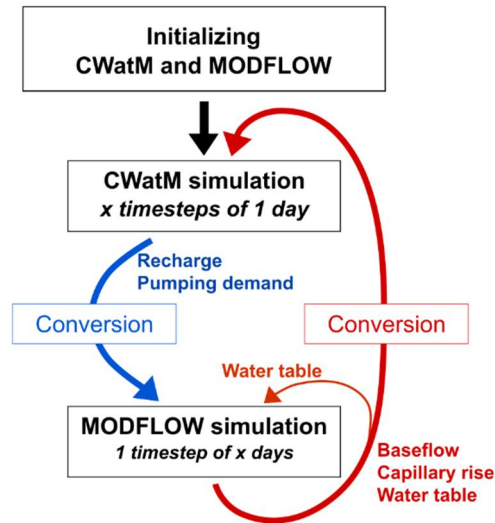 Initializing
CWatM and MODFLOW
CWatM simulation
x timesteps of 1 day
Recharge
Pumping demand
Conversion
Conversion
Water table
MODFLOW simulation
1 timestep of x days
Baseflow
Capillary rise
Water table